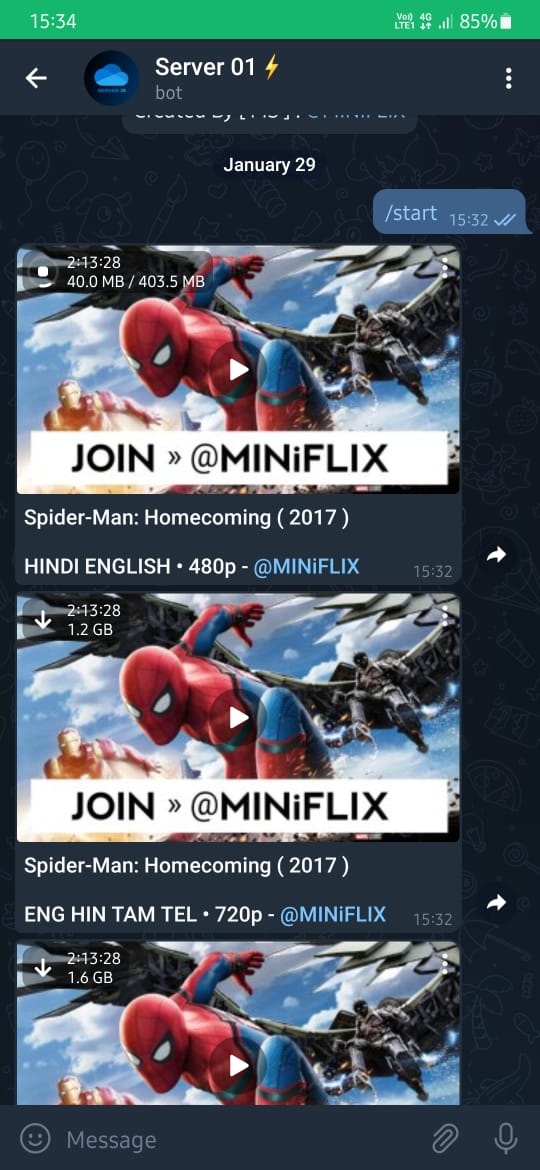 15:34
Vo) 4G
LTE1
85%
Server 01⚡
bot
January 29
/start 15:32
2:13:28
40.0 MB / 403.5 MB
JOIN » @MINiFLIX
Spider-Man: Homecoming ( 2017 )
HINDI ENGLISH • 480p - @MINiFLIX 15:32
2:13:28
1.2 GB
JOIN » @MINiFLIX
Spider-Man: Homecoming ( 2017 )
ENG HIN TAM TEL • 720p - @MINiFLIX 15:32
2:13:28
1.6 GB
Message